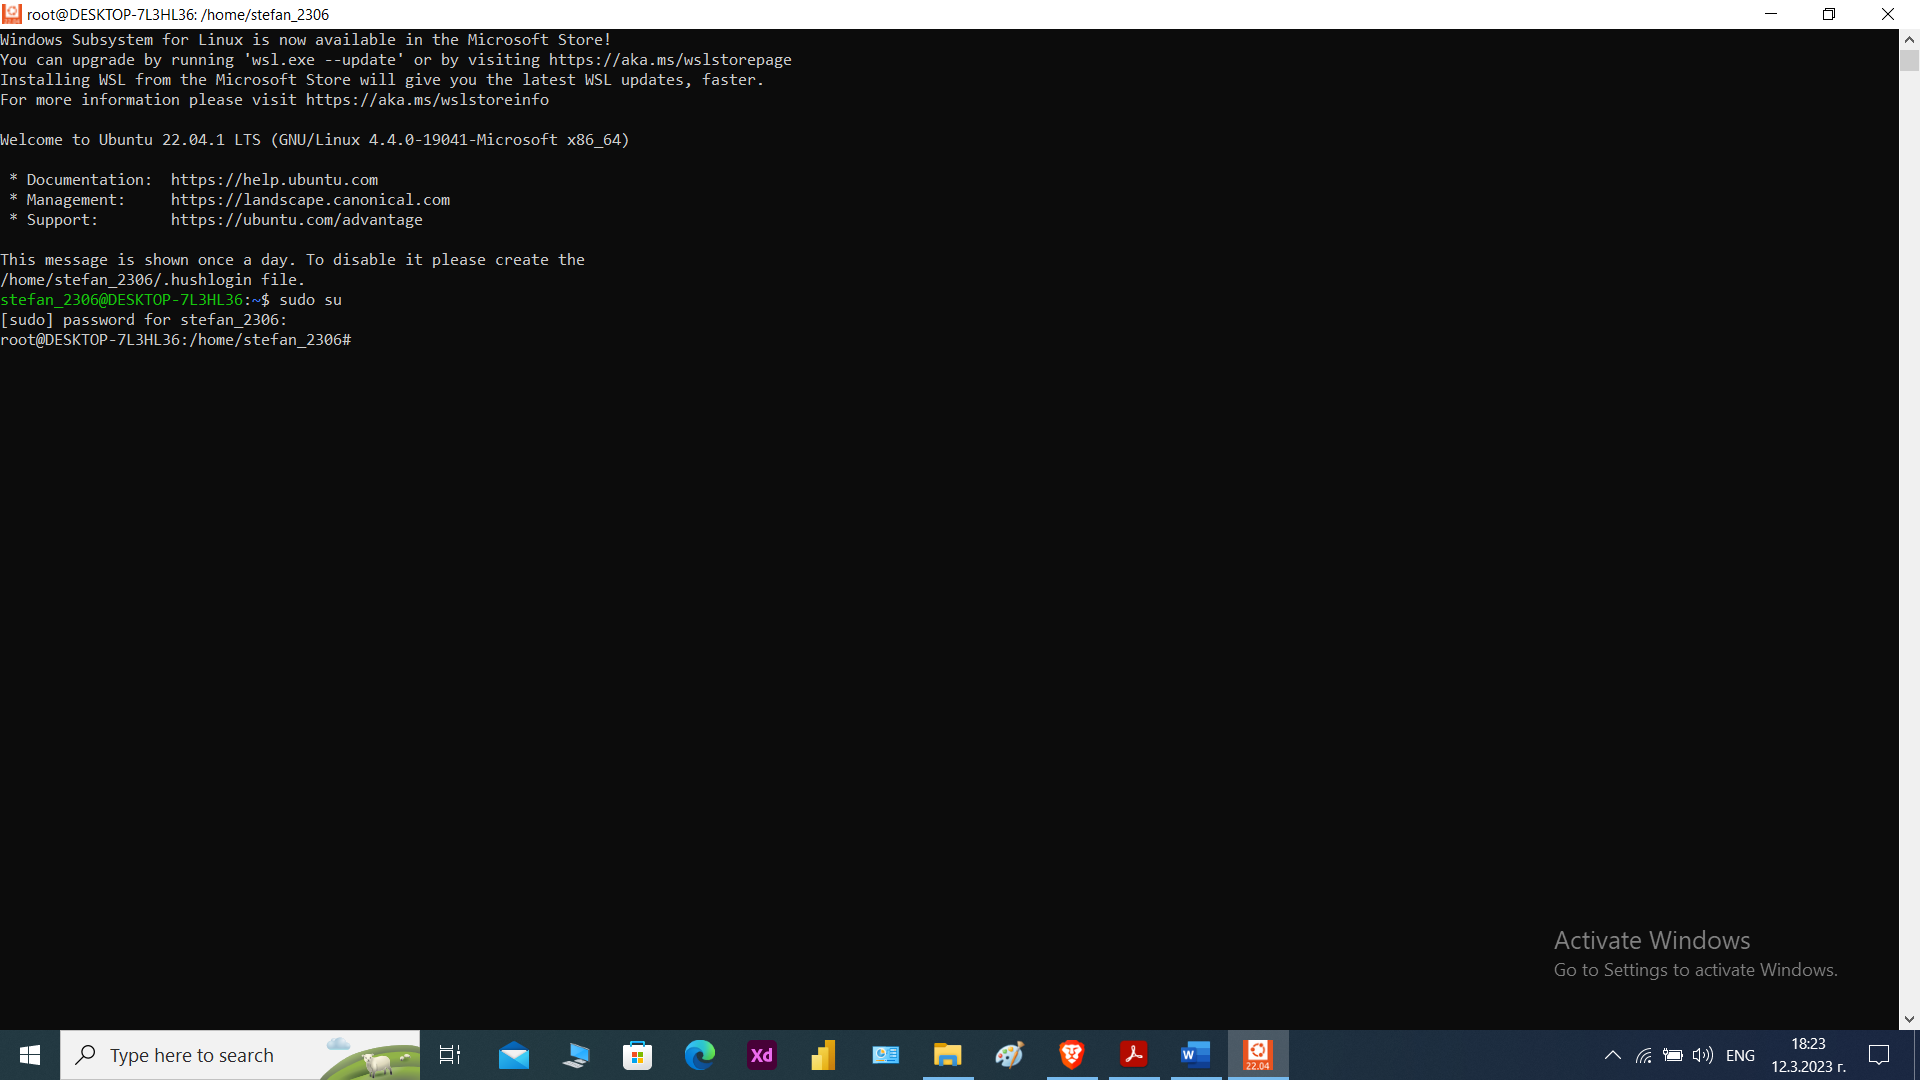 root@DESKTOP-7L3HL36: /home/stefan_2306
Windows Subsystem for Linux is now available in the Microsoft Store!
You can upgrade by running 'wsl.exe --update' or by visiting https://aka.ms/wslstorepage
Installing WSL from the Microsoft Store will give you the latest WSL updates, faster.
For more information please visit https://aka.ms/wslstoreinfo
Welcome to Ubuntu 22.04.1 LTS (GNU/Linux 4.4.0-19041-Microsoft x86_64)
* Documentation:  https://help.ubuntu.com
* Management:     https://landscape.canonical.com
* Support:        https://ubuntu.com/advantage
This message is shown once a day. To disable it please create the
/home/stefan_2306/.hushlogin file.
stefan_2306@DESKTOP-7L3HL36:~$ sudo su
[sudo] password for stefan_2306:
root@DESKTOP-7L3HL36:/home/stefan_2306#
Activate Windows
Go to Settings to activate Windows.
Type here to search
Xd
W
22.04
ENG
18:23
12.3.2023 г.